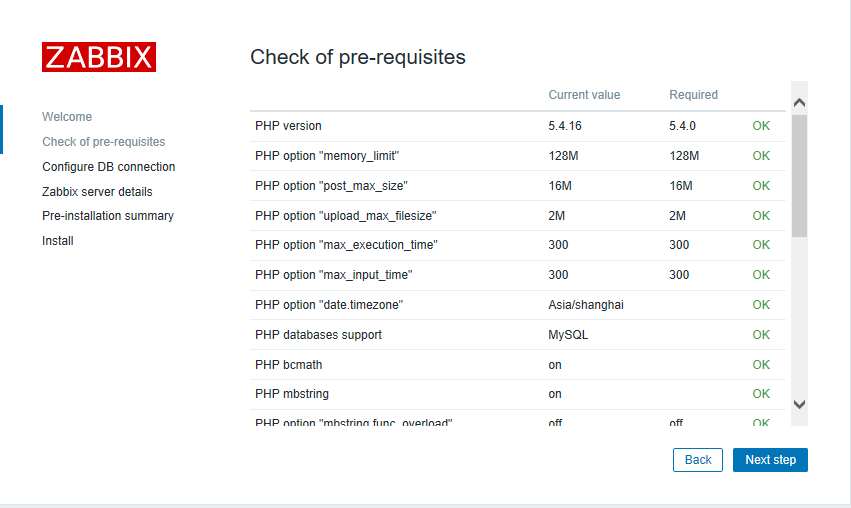 ZABBIX
Check of pre-requisites
Welcome
Check of pre-requisites
Configure DB connection
Zabbix server details
Pre-installation summary
Install
Current value Required
PHP version 5.4.16 5.4.0 OK
PHP option "memory_limit" 128M 128M OK
PHP option "post_max_size" 16M 16M OK
PHP option "upload_max_filesize" 2M 2M OK
PHP option "max_execution_time" 300 300 OK
PHP option "max_input_time" 300 300 OK
PHP option "date.timezone" Asia/shanghai OK
PHP databases support MySQL OK
PHP bcmath on OK
PHP mbstring on OK
PHP option "mbstring.func_overload" off off OK
Back Next step